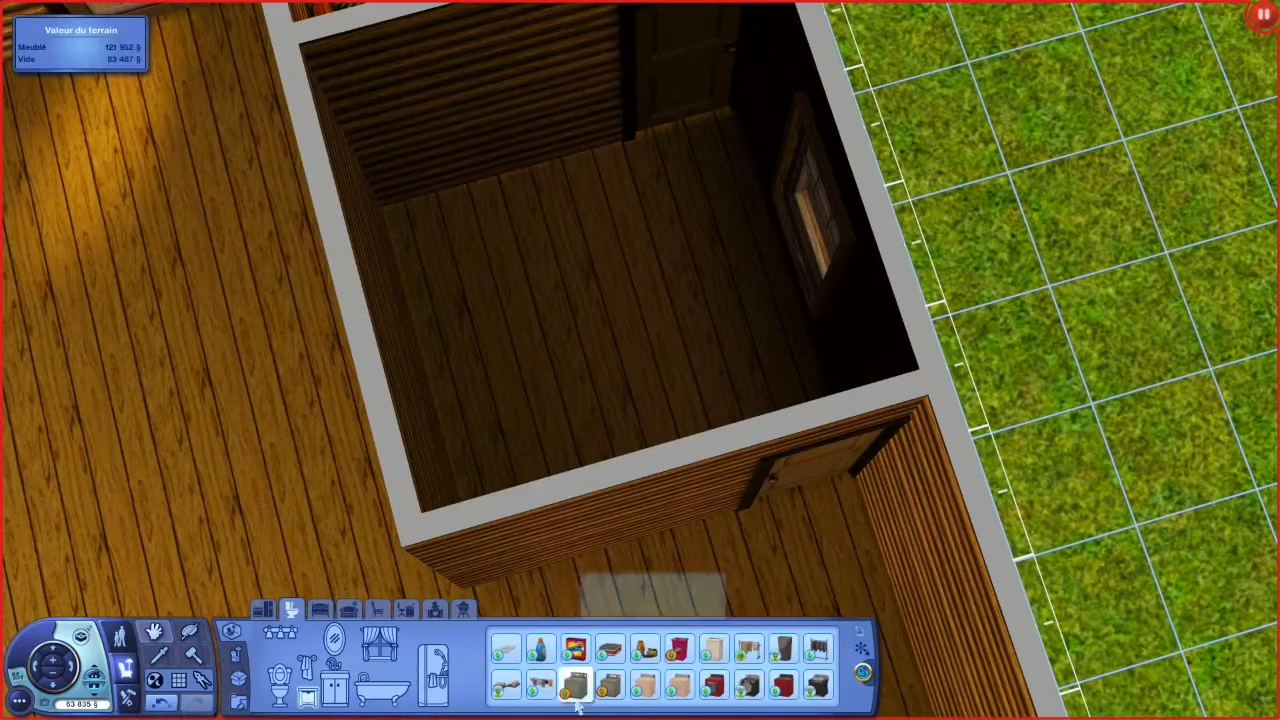 Valeur du terrain
Meublé 121 952 §
Vide 83 487 §
63 835 §